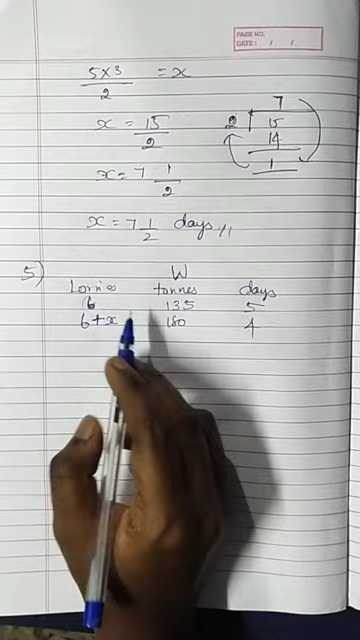 PAGE NO.
DATE: / /
5 × 3 / 2 = x
x = 15 / 2
x = 7 1/2
7
2 15
14
1
x = 7 1/2 days //
5)
W
Lorries tonnes days
6 135 5
6 + x 180 4